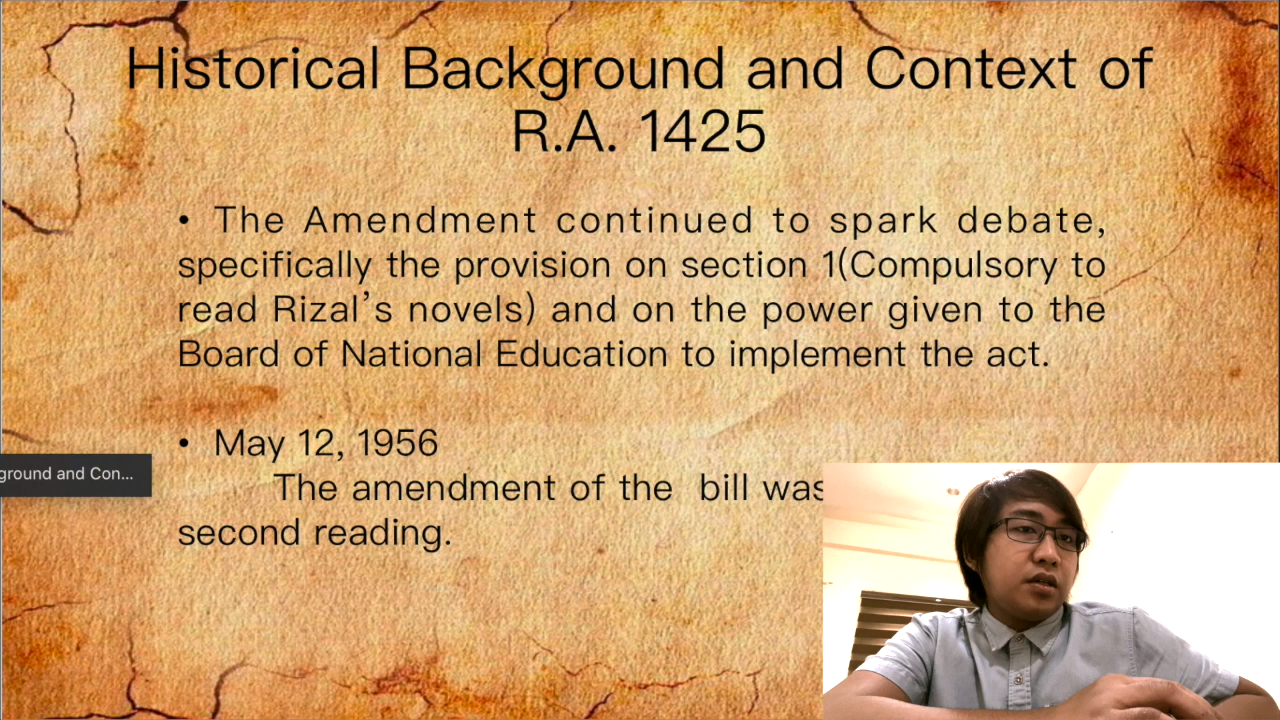 Historical Background and Context of
R.A. 1425
• The Amendment continued to spark debate,
specifically the provision on section 1(Compulsory to
read Rizal’s novels) and on the power given to the
Board of National Education to implement the act.
• May 12, 1956
The amendment of the bill was
second reading.
ground and Con...